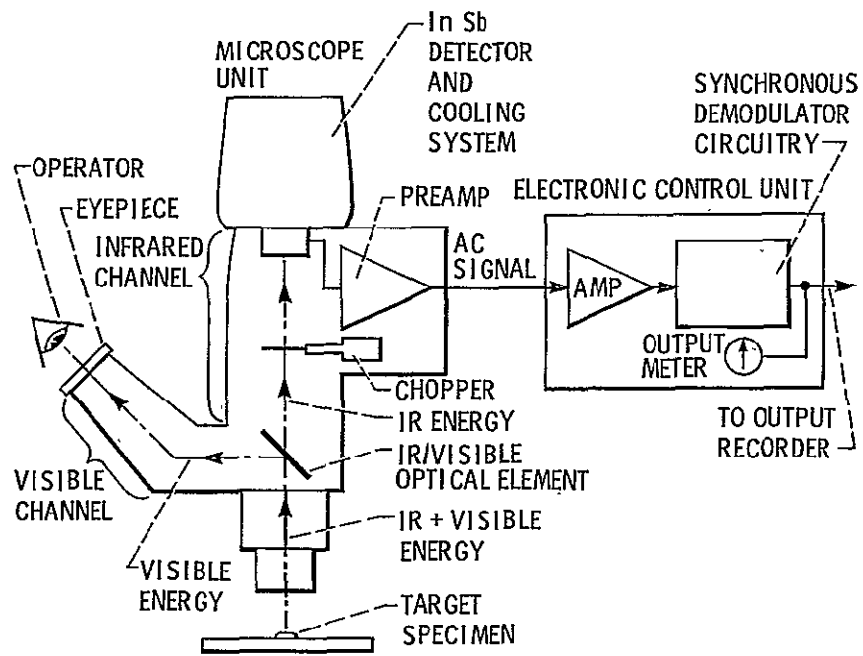 In Sb
DETECTOR
AND
COOLING
SYSTEM
MICROSCOPE
UNIT
SYNCHRONOUS
DEMODULATOR
CIRCUITRY
OPERATOR
EYEPIECE
INFRARED
CHANNEL
PREAMP
AC
SIGNAL
ELECTRONIC CONTROL UNIT
AMP
OUTPUT
METER
CHOPPER
IR ENERGY
IR/VISIBLE
OPTICAL ELEMENT
TO OUTPUT
RECORDER
VISIBLE
CHANNEL
IR + VISIBLE
ENERGY
VISIBLE
ENERGY
TARGET
SPECIMEN